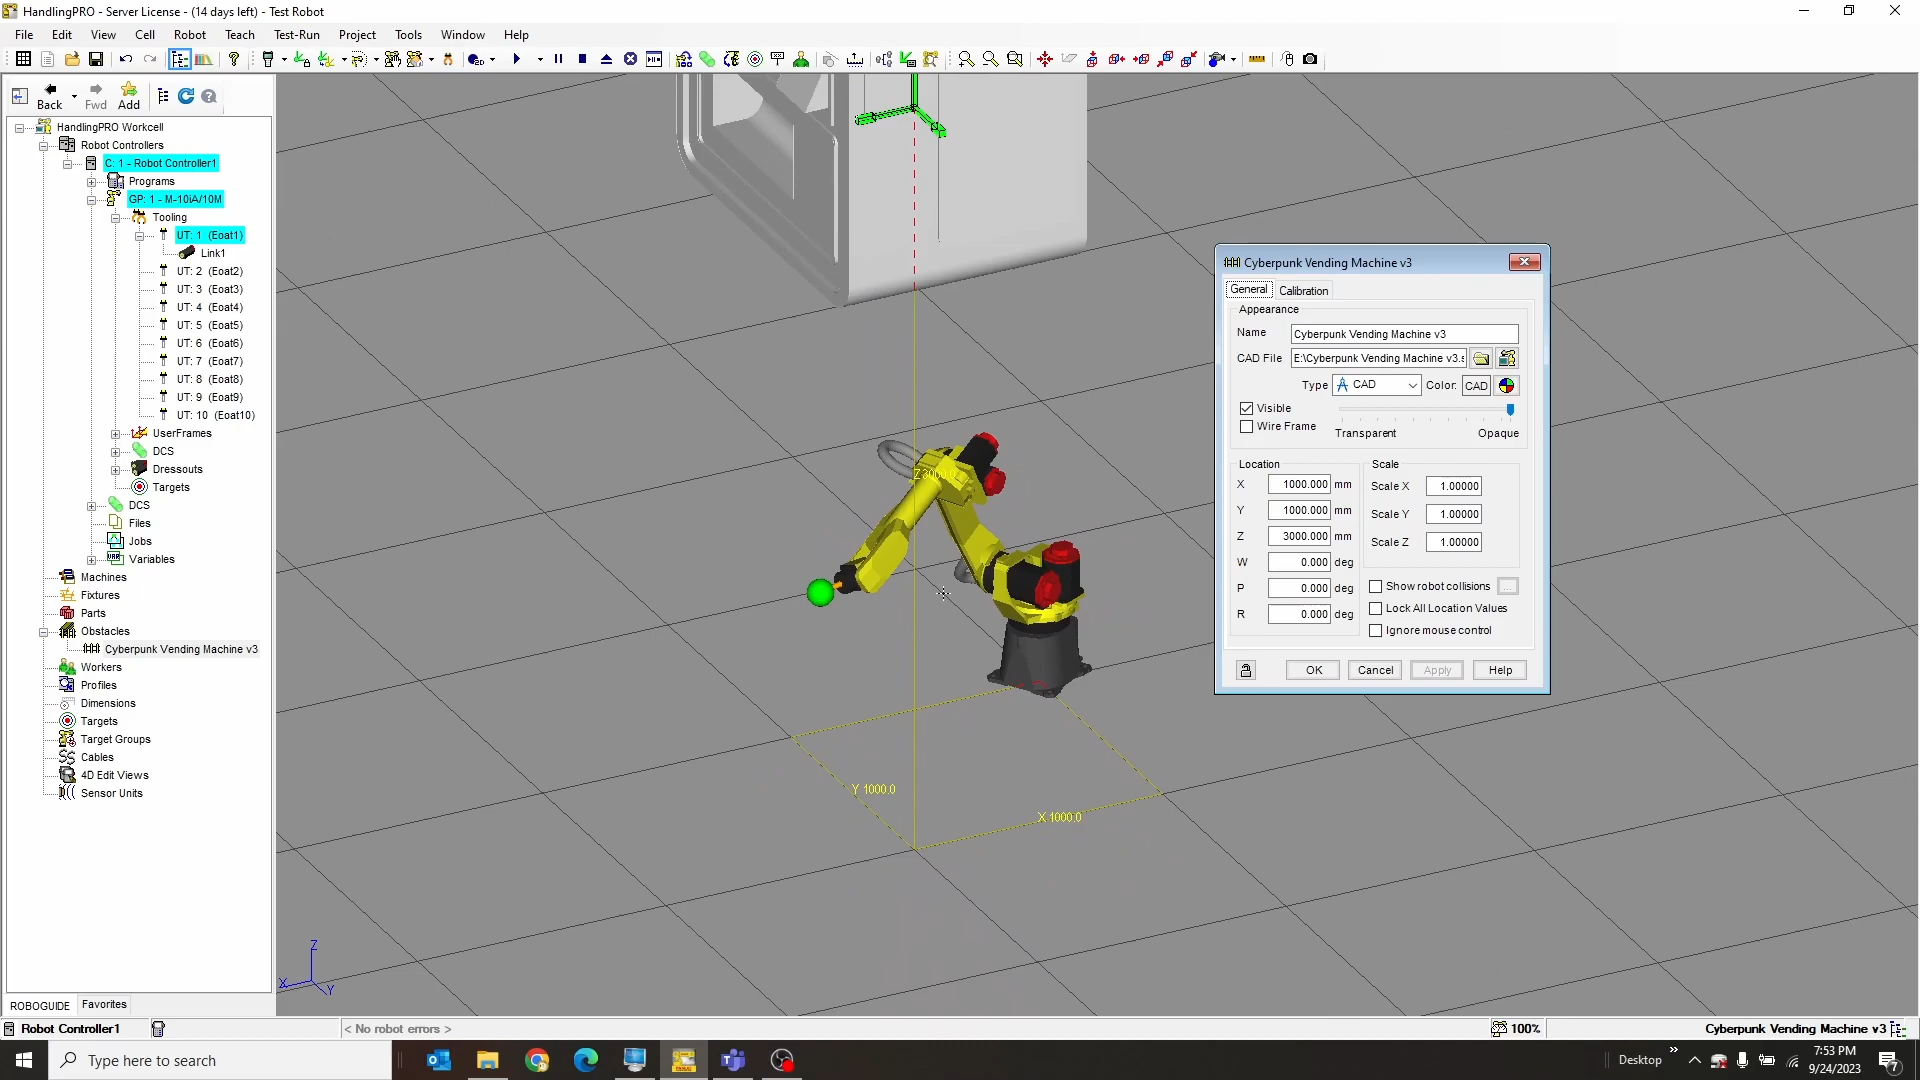 HandlingPRO - Server License - (14 days left) - Test Robot
File Edit View Cell Robot Teach Test-Run Project Tools Window Help
Back Fwd Add
HandlingPRO Workcell
Robot Controllers
C: 1 - Robot Controller1
Programs
GP: 1 - M-10iA/10M
Tooling
UT: 1 (Eoat1)
Link1
UT: 2 (Eoat2)
UT: 3 (Eoat3)
UT: 4 (Eoat4)
UT: 5 (Eoat5)
UT: 6 (Eoat6)
UT: 7 (Eoat7)
UT: 8 (Eoat8)
UT: 9 (Eoat9)
UT: 10 (Eoat10)
UserFrames
DCS
Dressouts
Targets
DCS
Files
Jobs
Variables
Machines
Fixtures
Parts
Obstacles
Cyberpunk Vending Machine v3
Workers
Profiles
Dimensions
Targets
Target Groups
Cables
4D Edit Views
Sensor Units
ROBOGUIDE Favorites
Z 3000.0
Y 1000.0
X 1000.0
Z
X
Y
Cyberpunk Vending Machine v3
General Calibration
Appearance
Name Cyberpunk Vending Machine v3
CAD File E:\Cyberpunk Vending Machine v3.s
Type CAD Color: CAD
Visible
Wire Frame
Transparent Opaque
Location
X 1000.000 mm
Y 1000.000 mm
Z 3000.000 mm
W 0.000 deg
P 0.000 deg
R 0.000 deg
Scale
Scale X 1.00000
Scale Y 1.00000
Scale Z 1.00000
Show robot collisions ...
Lock All Location Values
Ignore mouse control
OK Cancel Apply Help
Robot Controller1 < No robot errors > 100% Cyberpunk Vending Machine v3
Type here to search
Desktop
7:53 PM
9/24/2023
7